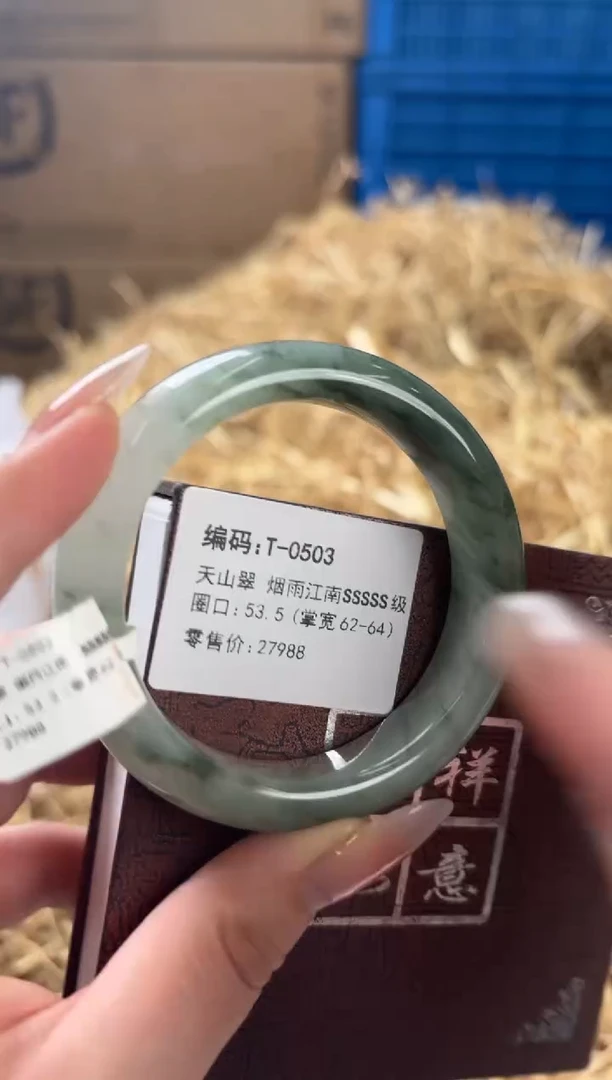 编码:T-0503
天山翠 烟雨江南SSSSS级
圈口:53.5(掌宽62-64)
零售价:27988
祥
意